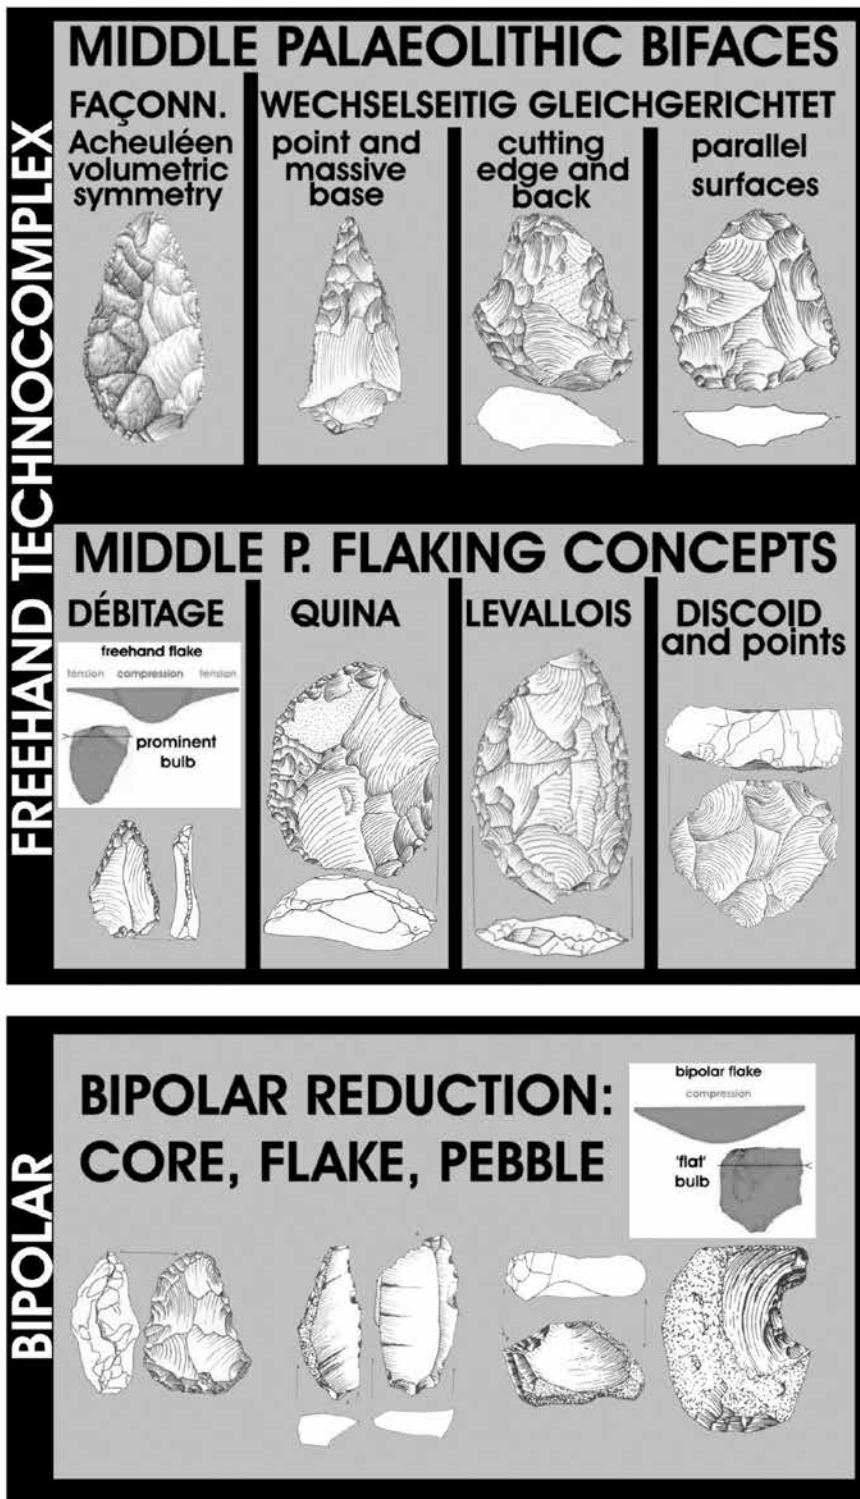 FREEHAND TECHNOCOMPLEX
MIDDLE PALAEOLITHIC BIFACES
FAÇONN.
Acheuléen
volumetric
symmetry
WECHSELSEITIG GLEICHGERICHTET
point and
massive
base
cutting
edge and
back
parallel
surfaces
MIDDLE P. FLAKING CONCEPTS
DÉBITAGE
freehand flake
tension compression tension
prominent
bulb
QUINA
LEVALLOIS
DISCOID
and points
BIPOLAR
BIPOLAR REDUCTION:
CORE, FLAKE, PEBBLE
bipolar flake
compression
'flat'
bulb